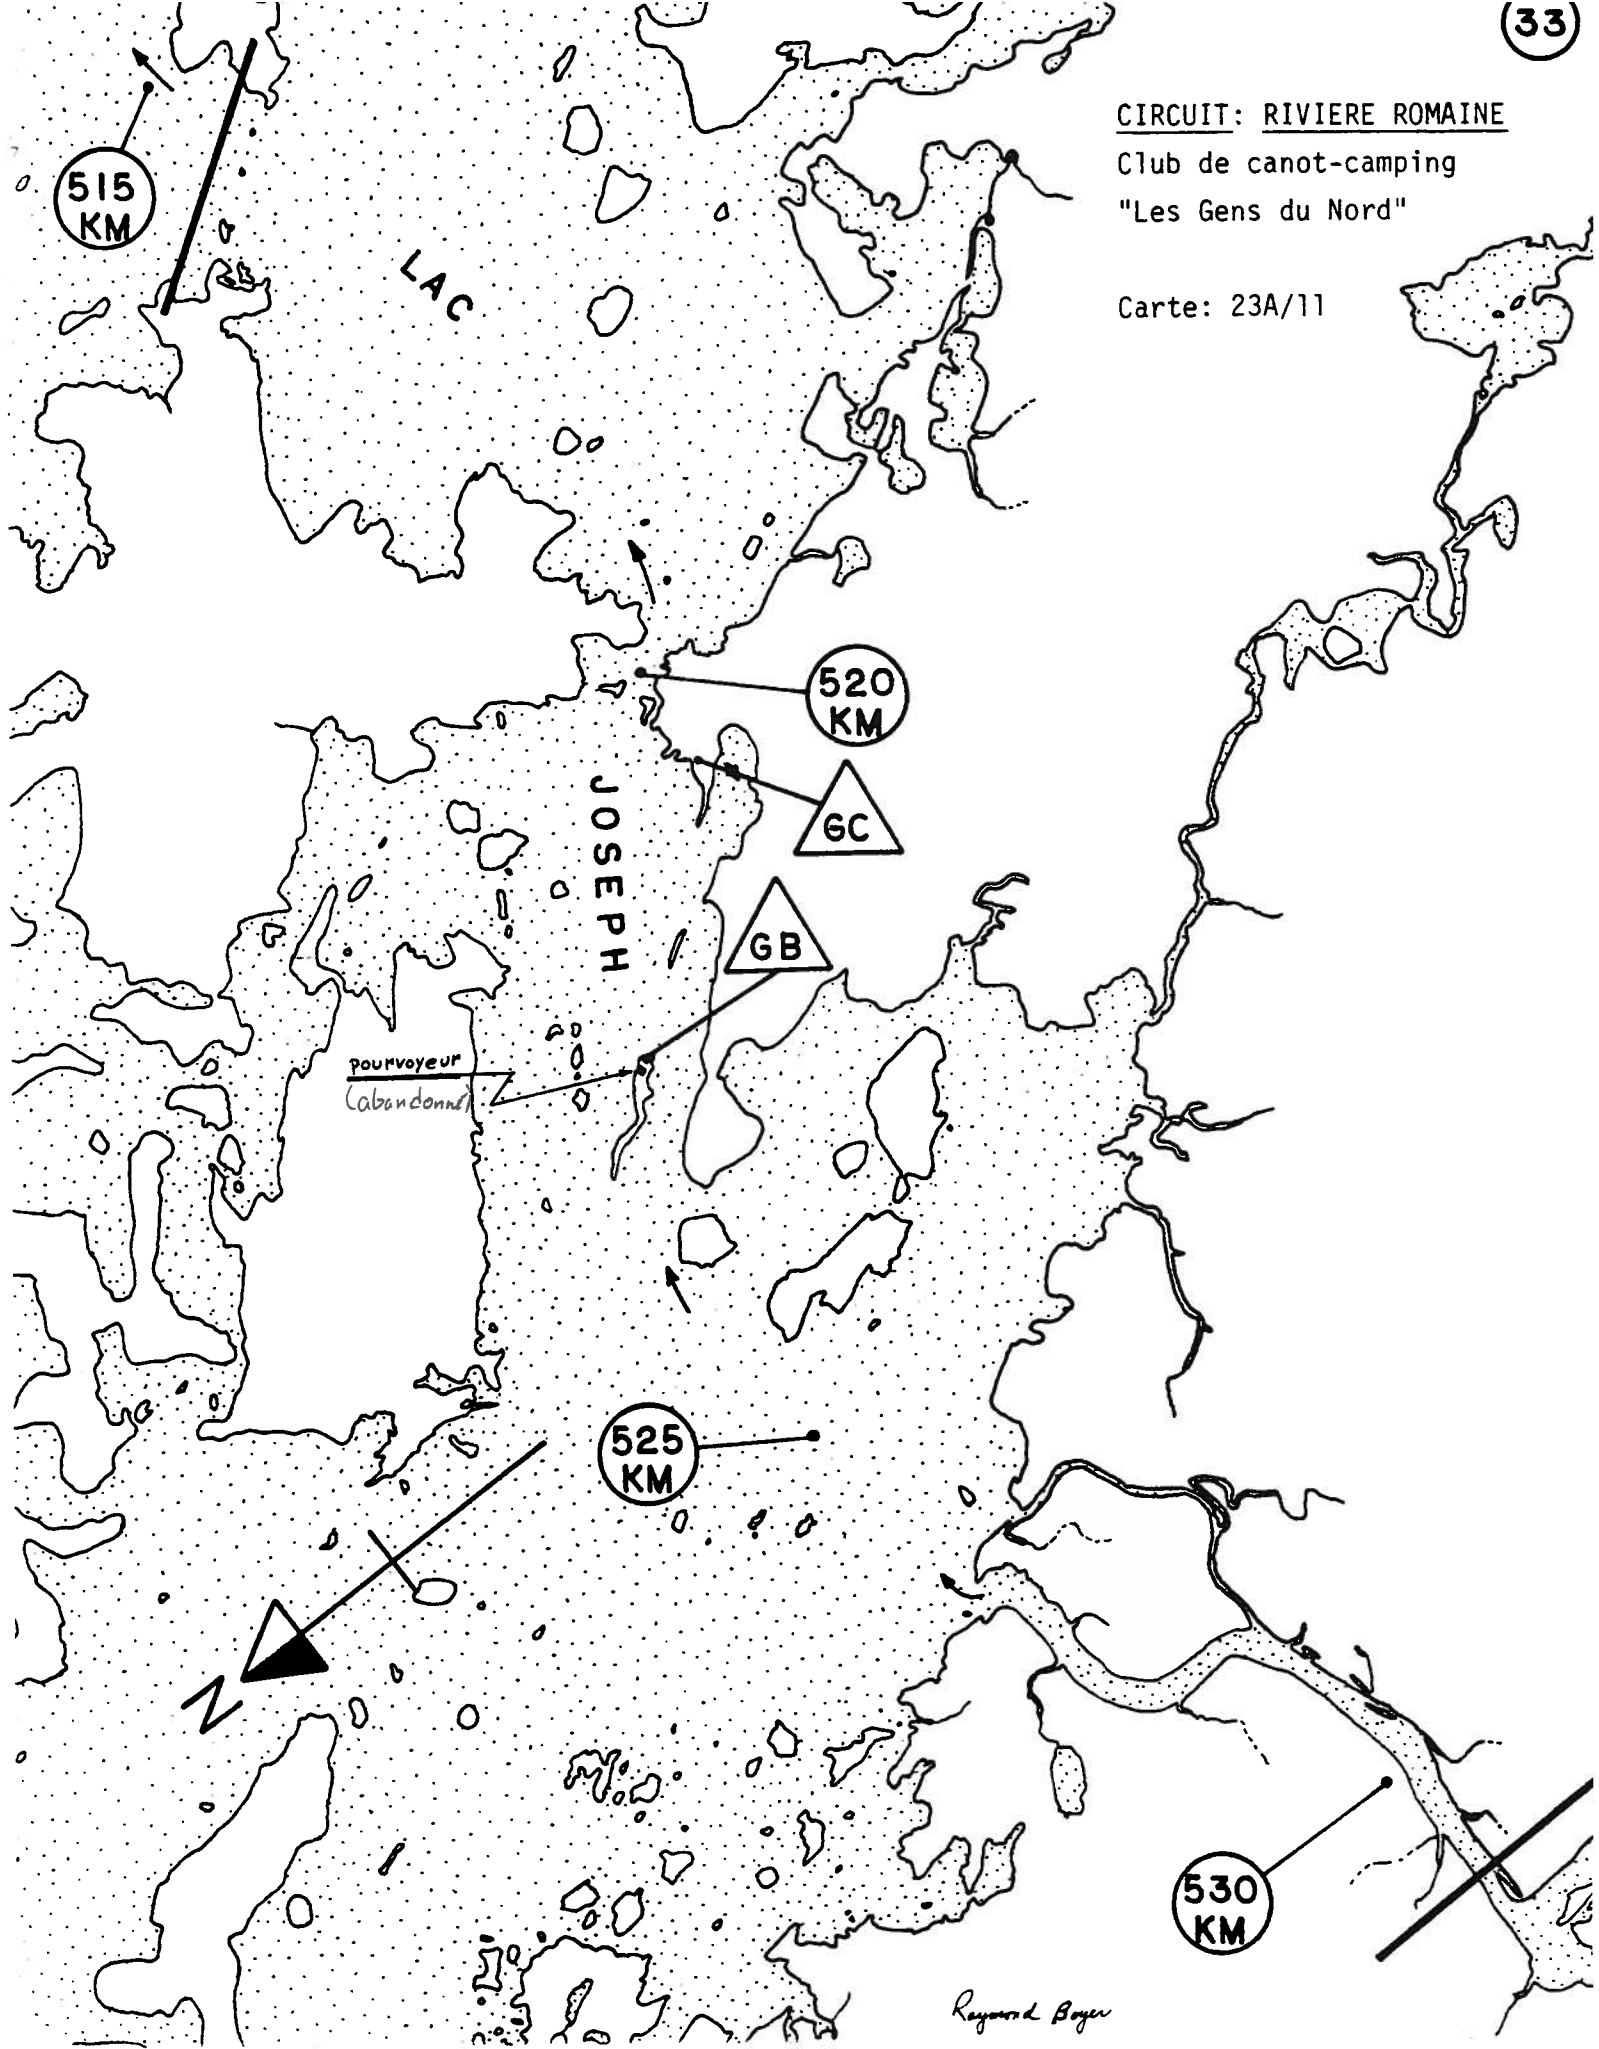 33
CIRCUIT: RIVIERE ROMAINE
Club de canot-camping
"Les Gens du Nord"
Carte: 23A/11
515
KM
LAC
520
KM
JOSEPH
GC
GB
pourvoyeur
(abandonné)
525
KM
N
530
KM
Raymond Boyer